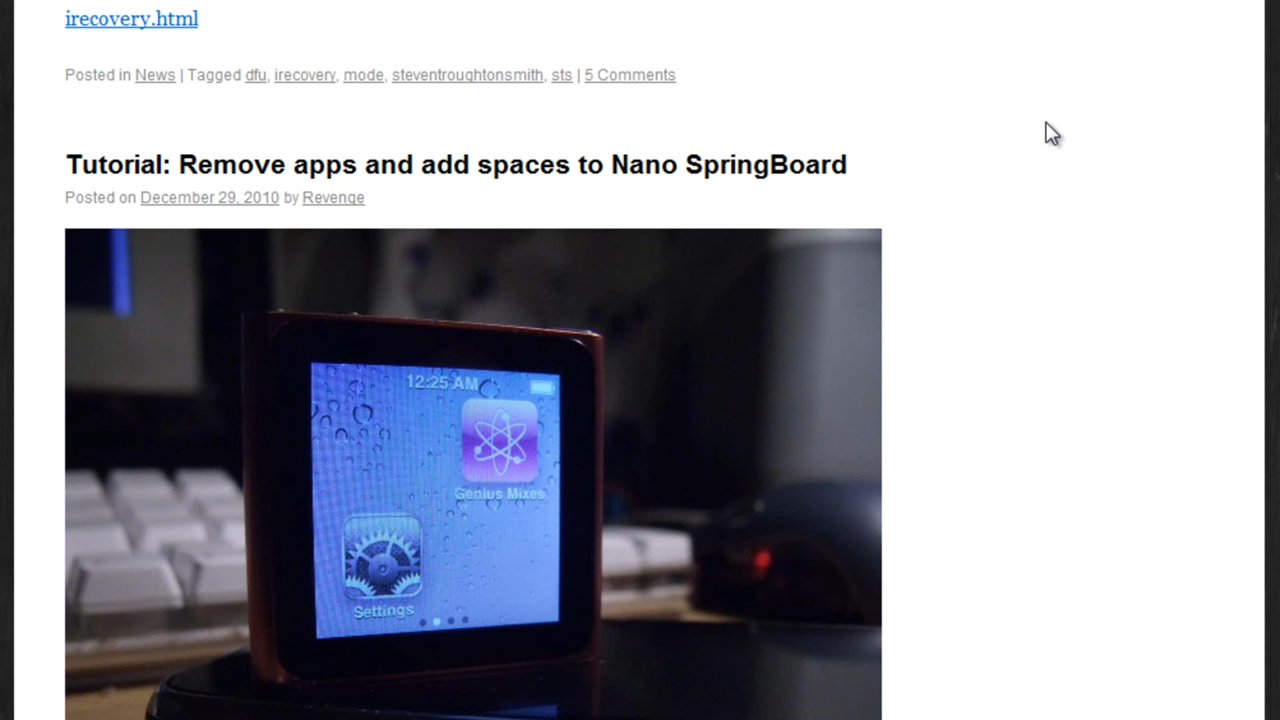 irecovery.html
Posted in News | Tagged dfu, irecovery, mode, steventroughtonsmith, sts | 5 Comments
Tutorial: Remove apps and add spaces to Nano SpringBoard
Posted on December 29, 2010 by Revenge
12:25 AM
Genius Mixes
Settings